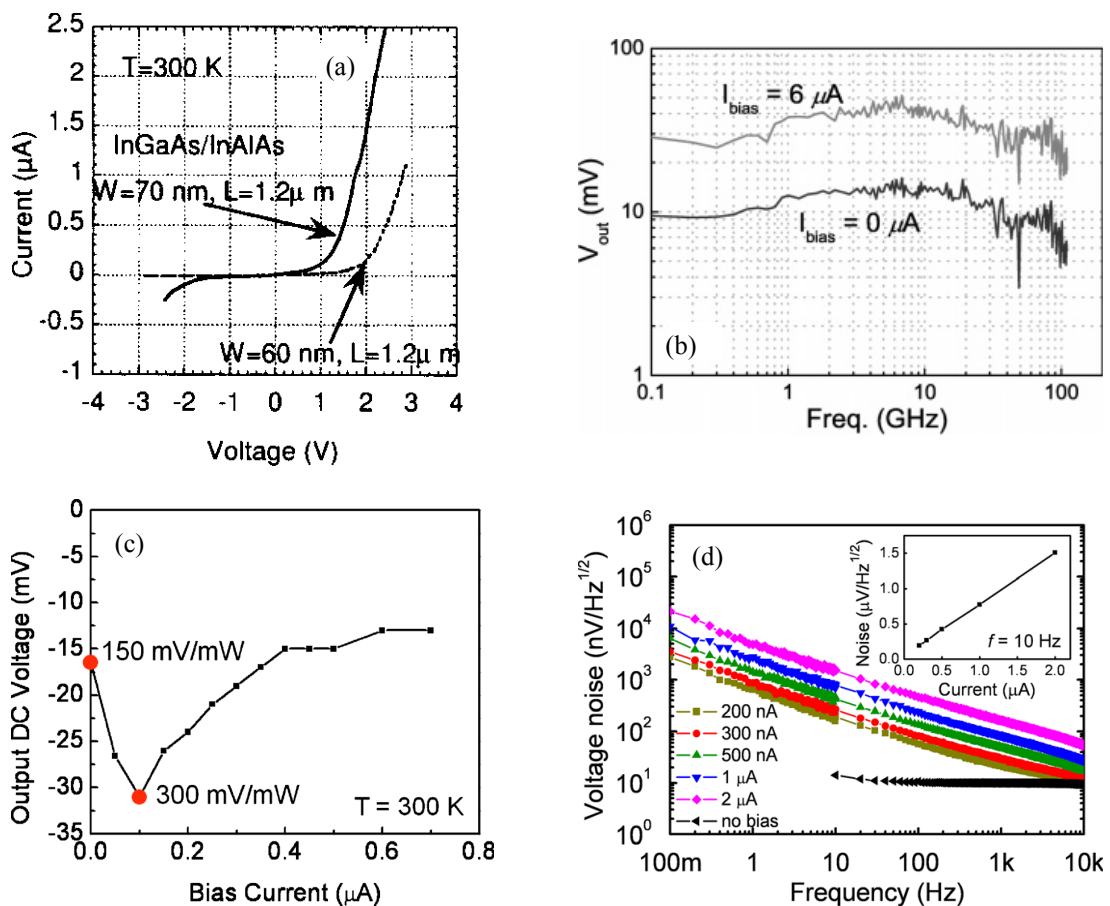 2.5
2
1.5
1
0.5
0
-0.5
-1
-4 -3 -2 -1 0 1 2 3 4
Current (μA)
Voltage (V)
T=300 K
(a)
InGaAs/InAlAs
W=70 nm, L=1.2μ m
W=60 nm, L=1.2μ m
100
10
1
0.1 1 10 100
V_out (mV)
Freq. (GHz)
I_bias = 6 μA
I_bias = 0 μA
(b)
0
-5
-10
-15
-20
-25
-30
-35
0.0 0.2 0.4 0.6 0.8
Output DC Voltage (mV)
Bias Current (μA)
(c)
150 mV/mW
300 mV/mW
T = 300 K
10^6
10^5
10^4
10^3
10^2
10^1
10^0
100m 1 10 100 1k 10k
Voltage noise (nV/Hz^1/2)
Frequency (Hz)
(d)
200 nA
300 nA
500 nA
1 μA
2 μA
no bias
1.5
1.0
0.5
0.0
0.0 0.5 1.0 1.5 2.0
Noise (μV/Hz^1/2)
Current (μA)
f = 10 Hz